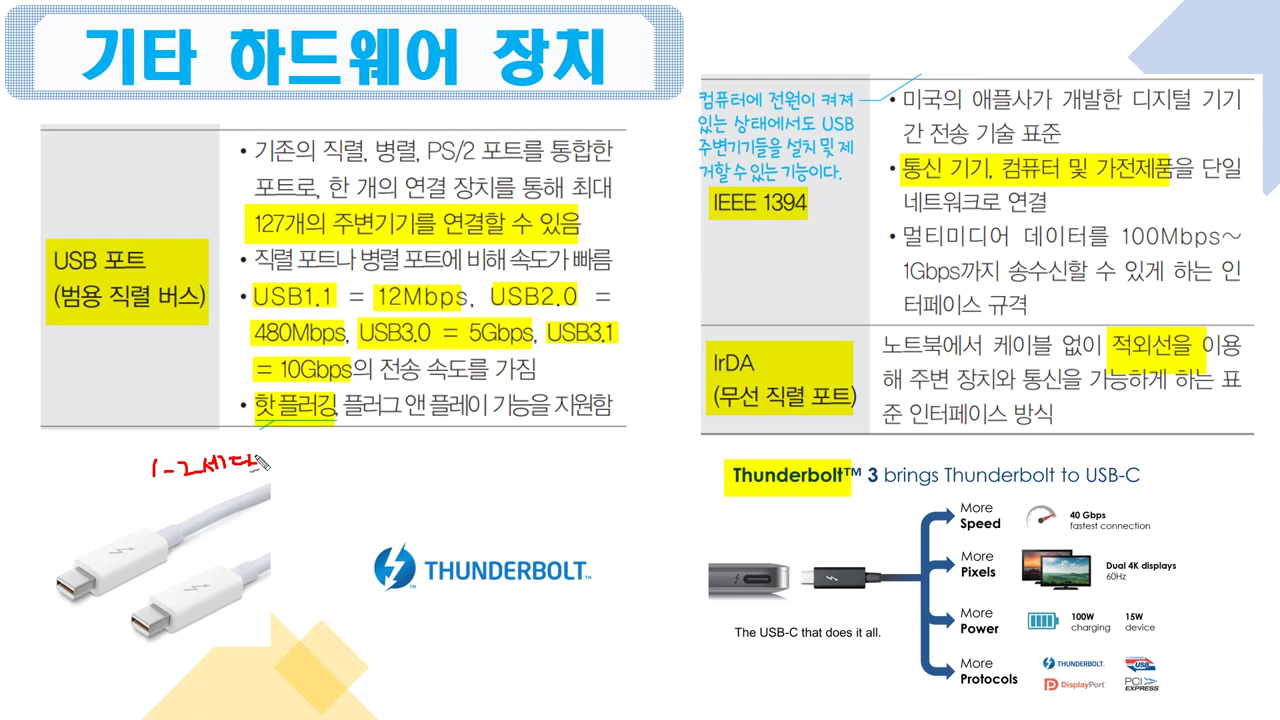 기타 하드웨어 장치
USB 포트
(범용 직렬 버스)
• 기존의 직렬, 병렬, PS/2 포트를 통합한
포트로, 한 개의 연결 장치를 통해 최대
127개의 주변기기를 연결할 수 있음
• 직렬 포트나 병렬 포트에 비해 속도가 빠름
• USB1.1 = 12Mbps, USB2.0 =
480Mbps, USB3.0 = 5Gbps, USB3.1
= 10Gbps의 전송 속도를 가짐
• 핫 플러깅, 플러그 앤 플레이 기능을 지원함
1-2세대
THUNDERBOLT™
컴퓨터에 전원이 켜져
있는 상태에서도 USB
주변기기들을 설치 및 제
거할 수 있는 기능이다.
IEEE 1394
• 미국의 애플사가 개발한 디지털 기기
간 전송 기술 표준
• 통신 기기, 컴퓨터 및 가전제품을 단일
네트워크로 연결
• 멀티미디어 데이터를 100Mbps~
1Gbps까지 송수신할 수 있게 하는 인
터페이스 규격
IrDA
(무선 직렬 포트)
노트북에서 케이블 없이 적외선을 이용
해 주변 장치와 통신을 가능하게 하는 표
준 인터페이스 방식
Thunderbolt™ 3 brings Thunderbolt to USB-C
The USB-C that does it all.
More
Speed
40 Gbps
fastest connection
More
Pixels
Dual 4K displays
60Hz
More
Power
100W
charging
15W
device
More
Protocols
THUNDERBOLT.
USB
DisplayPort
PCI
EXPRESS